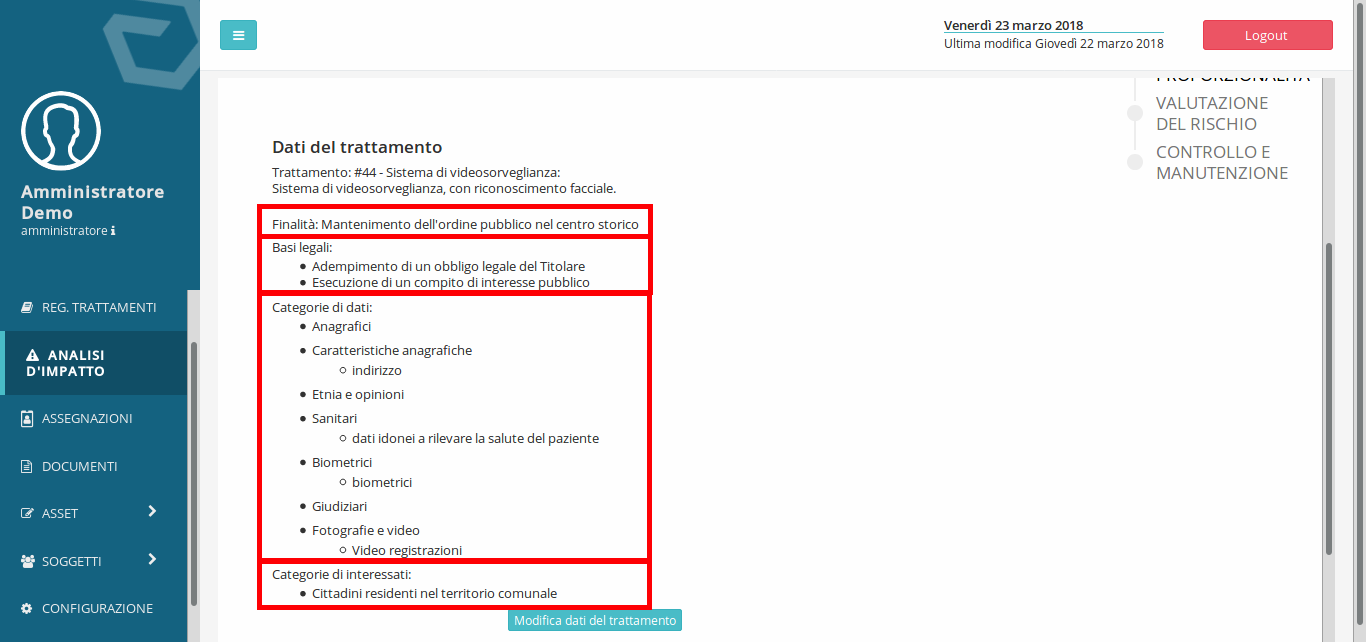 Amministratore
Demo
amministratore
REG. TRATTAMENTI
ANALISI
D'IMPATTO
ASSEGNAZIONI
DOCUMENTI
ASSET
SOGGETTI
CONFIGURAZIONE
Venerdì 23 marzo 2018
Ultima modifica Giovedì 22 marzo 2018
Logout
Dati del trattamento
Trattamento: #44 - Sistema di videosorveglianza:
Sistema di videosorveglianza, con riconoscimento facciale.
Finalità: Mantenimento dell'ordine pubblico nel centro storico
Basi legali:
Adempimento di un obbligo legale del Titolare
Esecuzione di un compito di interesse pubblico
Categorie di dati:
Anagrafici
Caratteristiche anagrafiche
indirizzo
Etnia e opinioni
Sanitari
dati idonei a rilevare la salute del paziente
Biometrici
biometrici
Giudiziari
Fotografie e video
Video registrazioni
Categorie di interessati:
Cittadini residenti nel territorio comunale
Modifica dati del trattamento
PROPORZIONALITÀ
VALUTAZIONE
DEL RISCHIO
CONTROLLO E
MANUTENZIONE